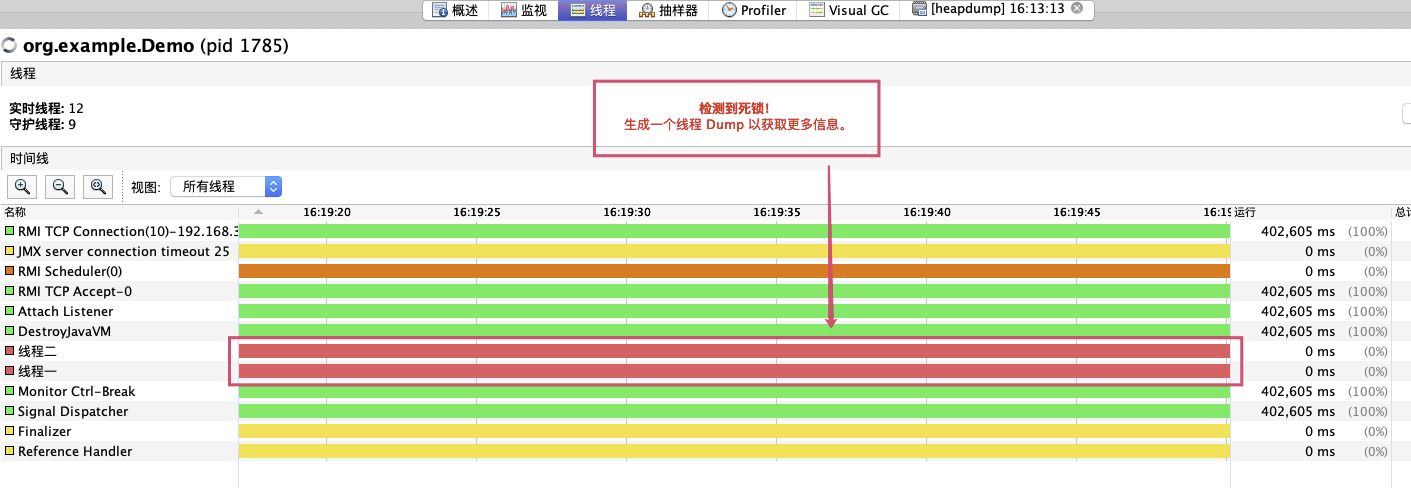 概述 监视 线程 抽样器 Profiler Visual GC [heapdump] 16:13:13
org.example.Demo (pid 1785)
线程
实时线程: 12
守护线程: 9
检测到死锁！
生成一个线程 Dump 以获取更多信息。
时间线
视图: 所有线程
名称 16:19:20 16:19:25 16:19:30 16:19:35 16:19:40 16:19:45 16:19 运行
RMI TCP Connection(10)-192.168. 402,605 ms (100%)
JMX server connection timeout 25 0 ms (0%)
RMI Scheduler(0) 0 ms (0%)
RMI TCP Accept-0 402,605 ms (100%)
Attach Listener 402,605 ms (100%)
DestroyJavaVM 402,605 ms (100%)
线程二 0 ms (0%)
线程一 0 ms (0%)
Monitor Ctrl-Break 402,605 ms (100%)
Signal Dispatcher 402,605 ms (100%)
Finalizer 0 ms (0%)
Reference Handler 0 ms (0%)